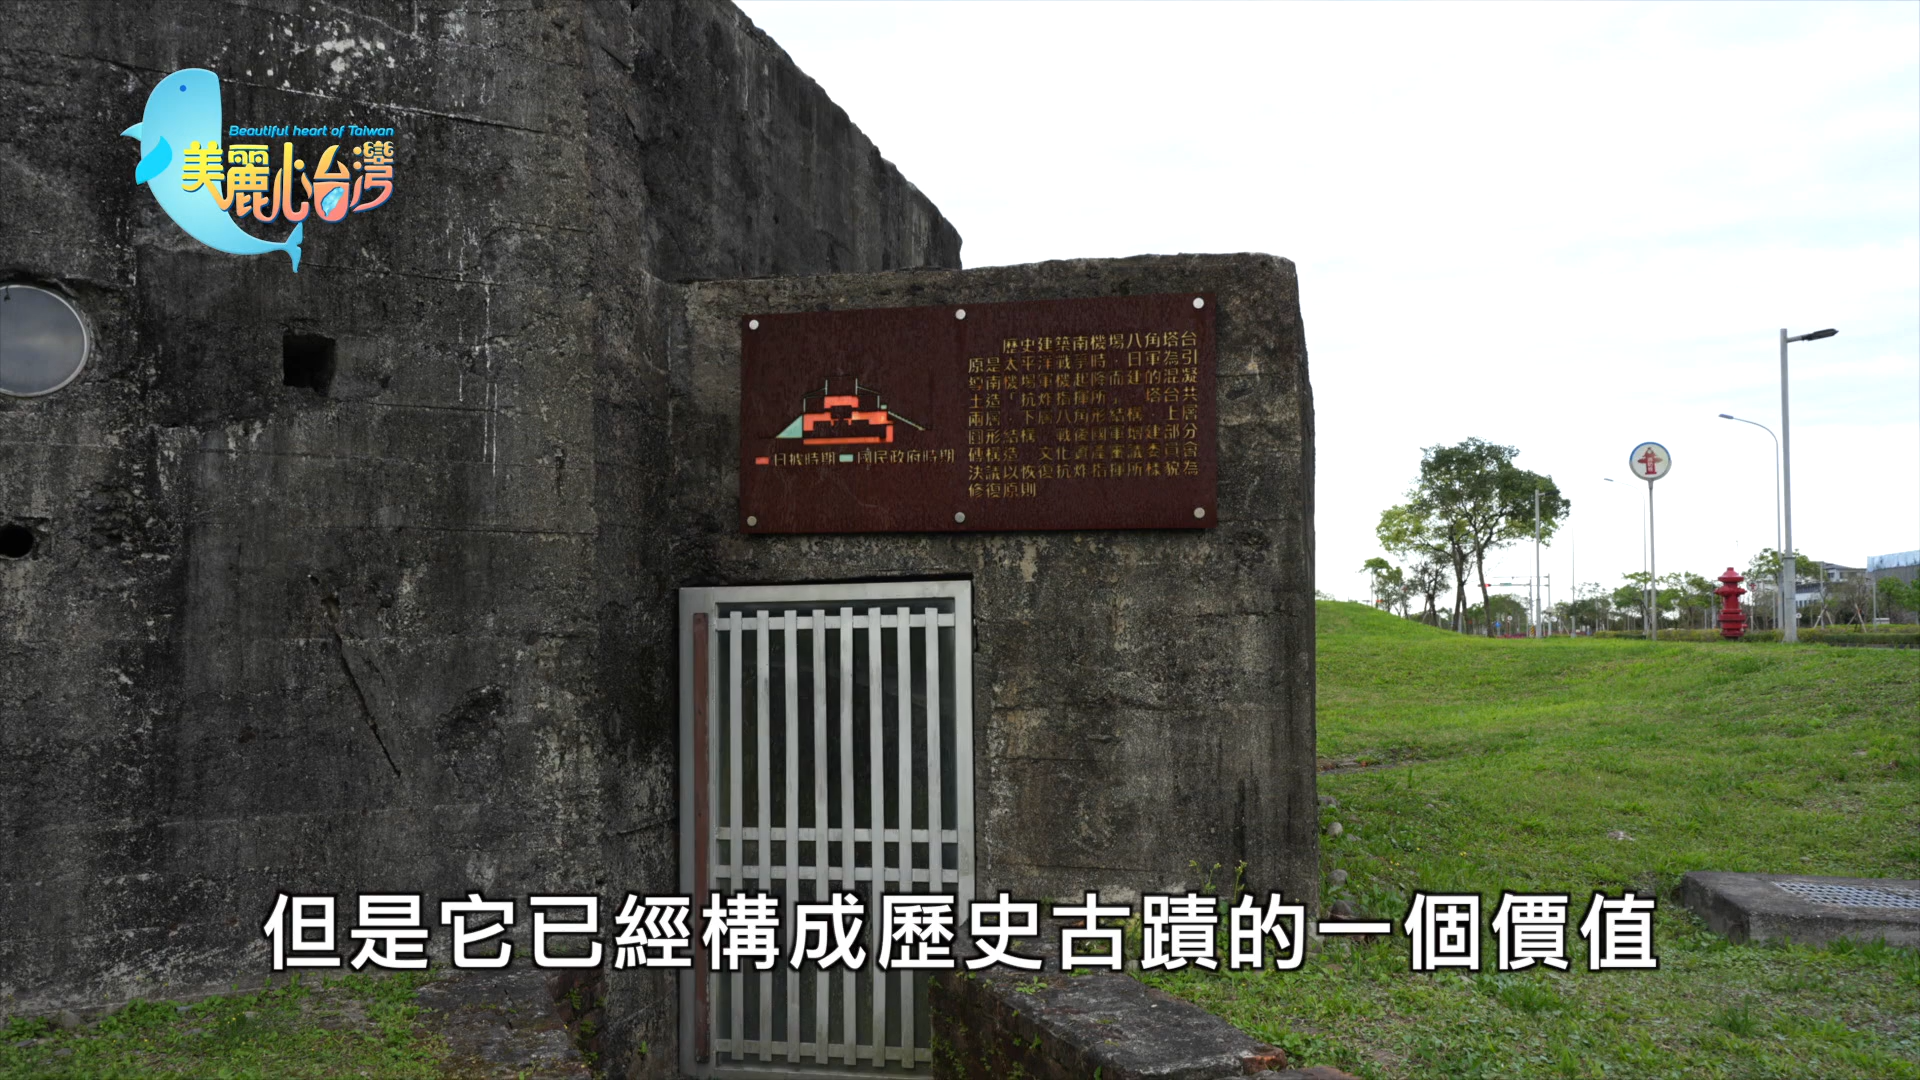 Beautiful heart of Taiwan
美麗心台灣
歷史建築南機場八角塔台
原是太平洋戰爭時，日軍為引
導南機場軍機起降而建的混凝
土造「抗炸指揮所」，塔台共
兩層，下層八角形結構，上層
圓形結構，戰後國軍增建部分
砂構造，文化資產審議委員會
決議以恢復抗炸指揮所樣貌為
修復原則
日據時期 國民政府時期
但是它已經構成歷史古蹟的一個價值